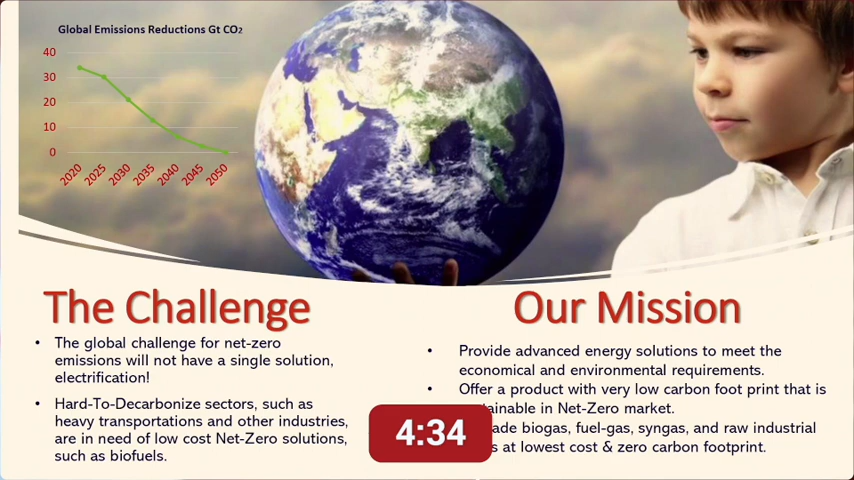 Global Emissions Reductions Gt CO₂
40
30
20
10
0
2020 2025 2030 2035 2040 2045 2050
The Challenge
• The global challenge for net-zero
emissions will not have a single solution,
electrification!
• Hard-To-Decarbonize sectors, such as
heavy transportations and other industries,
are in need of low cost Net-Zero solutions,
such as biofuels.
Our Mission
• Provide advanced energy solutions to meet the
economical and environmental requirements.
• Offer a product with very low carbon foot print that is
tainable in Net-Zero market.
ade biogas, fuel-gas, syngas, and raw industrial
s at lowest cost & zero carbon footprint.
4:34